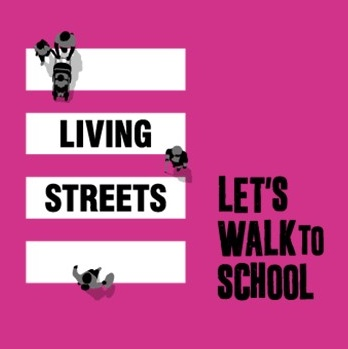 LIVING
STREETS
LET'S
WALK TO
SCHOOL